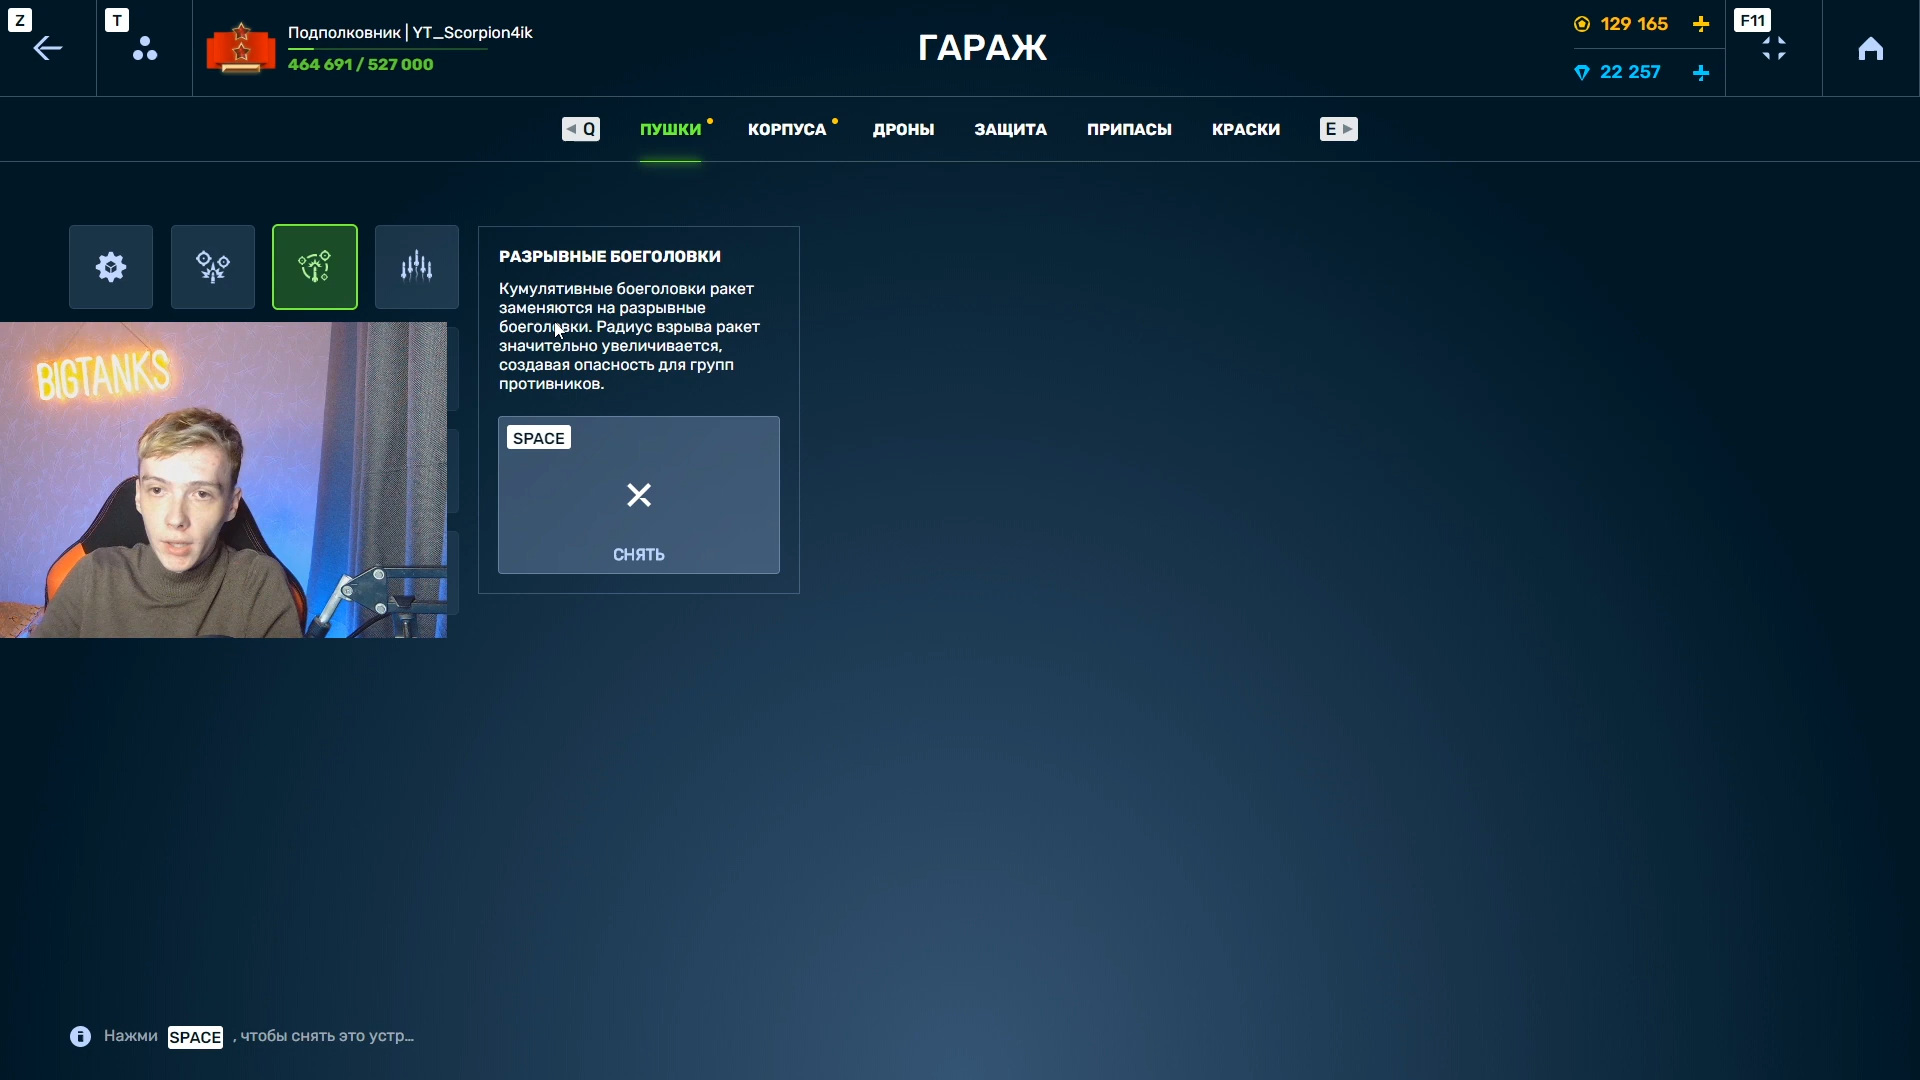 Z
T
Подполковник | YT_Scorpion4ik
464 691 / 527 000
ГАРАЖ
129 165
22 257
F11
Q
ПУШКИ
КОРПУСА
ДРОНЫ
ЗАЩИТА
ПРИПАСЫ
КРАСКИ
E
РАЗРЫВНЫЕ БОЕГОЛОВКИ
Кумулятивные боеголовки ракет
заменяются на разрывные
боеголовки. Радиус взрыва ракет
значительно увеличивается,
создавая опасность для групп
противников.
SPACE
СНЯТЬ
BIGTANKS
Нажми SPACE , чтобы снять это устр...